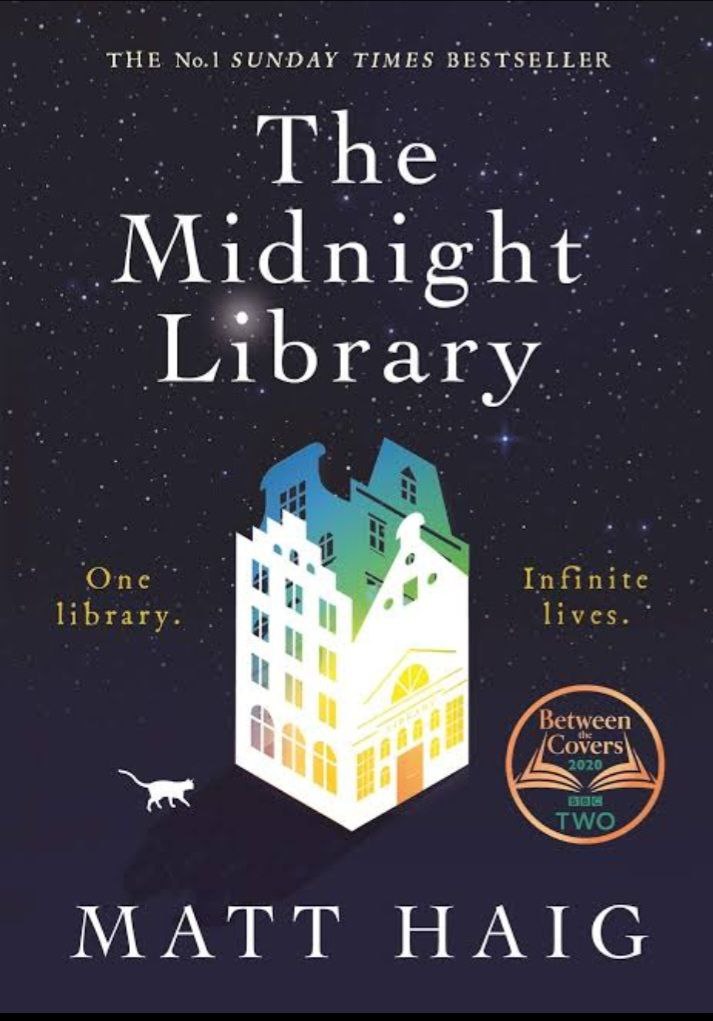 THE No.1 SUNDAY TIMES BESTSELLER
The
Midnight
Library
One
library.
Infinite
lives.
LIBRARY
Between
the
Covers
2020
BBC
TWO
MATT HAIG